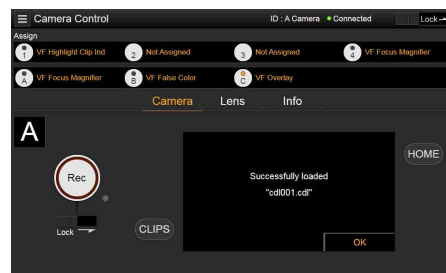 Camera Control ID : A Camera Connected Lock
Assign
1 VF Highlight Clip Ind 2 Not Assigned 3 Not Assigned 4 VF Focus Magnifier
A VF Focus Magnifier B VF False Color C VF Overlay
Camera Lens Info
A
HOME
Rec
Successfully loaded
"cdl001.cdl"
Lock
CLIPS
OK